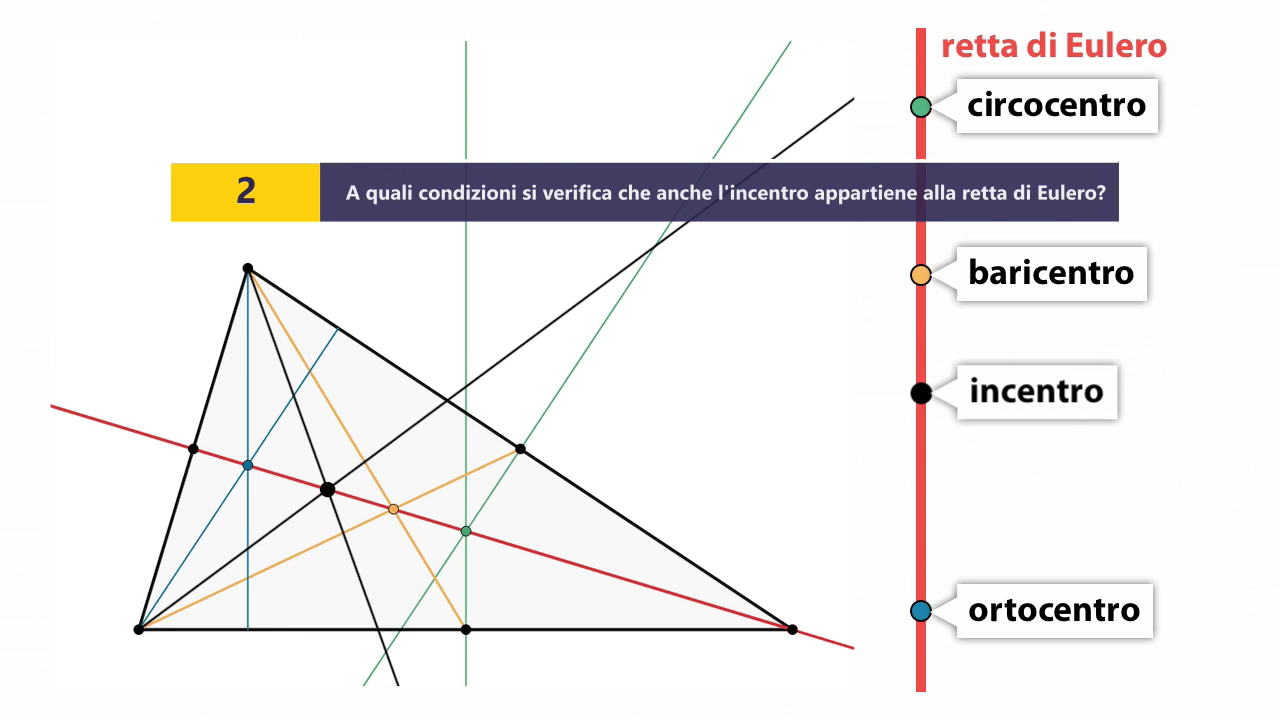 retta di Eulero
circocentro
2
A quali condizioni si verifica che anche l'incentro appartiene alla retta di Eulero?
baricentro
incentro
ortocentro